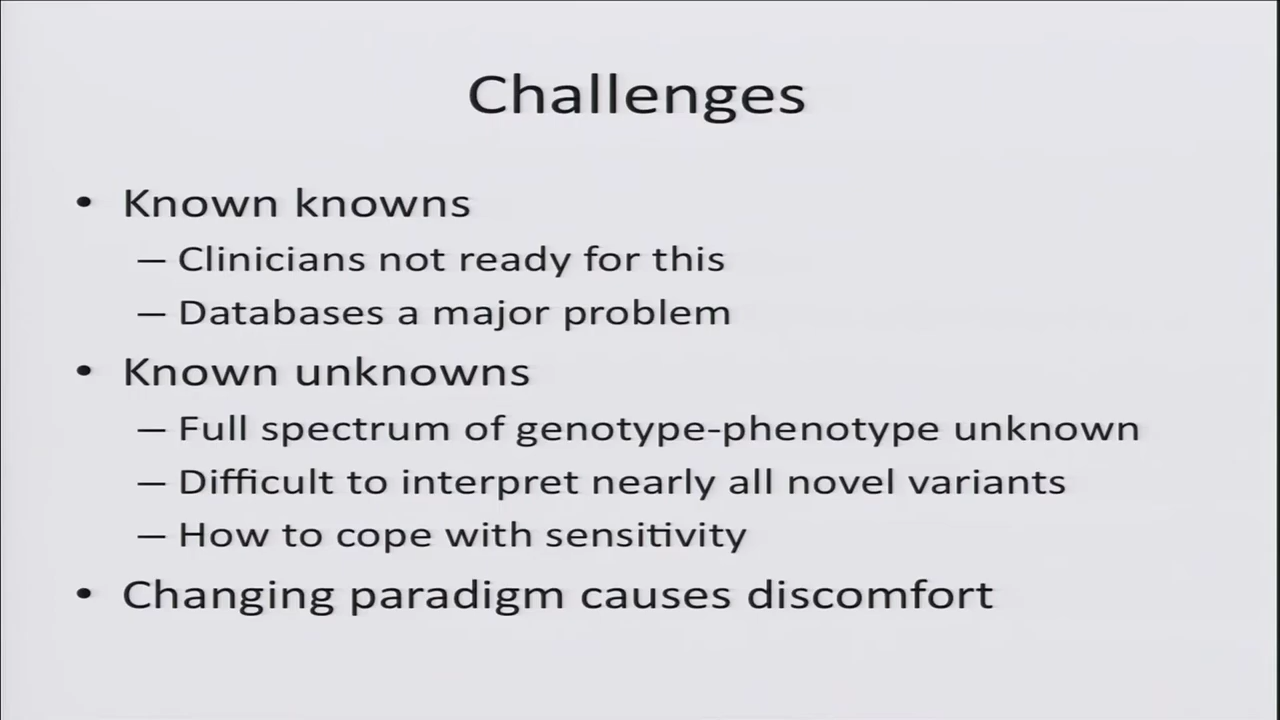 Challenges
• Known knowns
– Clinicians not ready for this
– Databases a major problem
• Known unknowns
– Full spectrum of genotype-phenotype unknown
– Difficult to interpret nearly all novel variants
– How to cope with sensitivity
• Changing paradigm causes discomfort